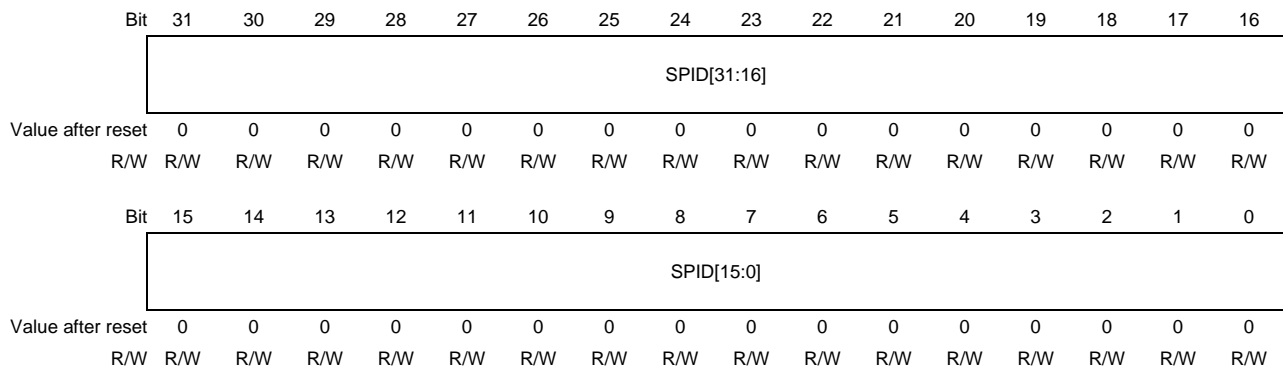 Bit 31 30 29 28 27 26 25 24 23 22 21 20 19 18 17 16
SPID[31:16]
Value after reset 0 0 0 0 0 0 0 0 0 0 0 0 0 0 0 0
R/W R/W R/W R/W R/W R/W R/W R/W R/W R/W R/W R/W R/W R/W R/W R/W R/W
Bit 15 14 13 12 11 10 9 8 7 6 5 4 3 2 1 0
SPID[15:0]
Value after reset 0 0 0 0 0 0 0 0 0 0 0 0 0 0 0 0
R/W R/W R/W R/W R/W R/W R/W R/W R/W R/W R/W R/W R/W R/W R/W R/W R/W